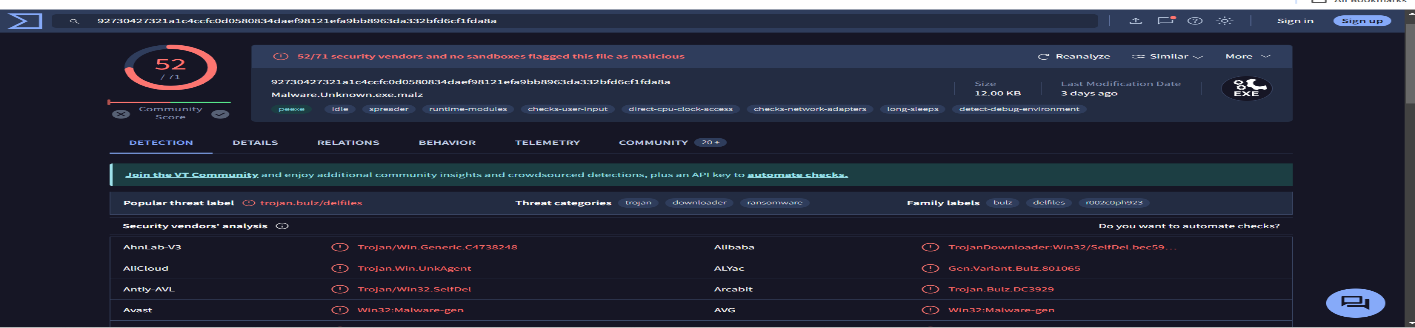 All Bookmarks
92730427321a1c4ccfc0d0580834daef98121efa9bb8963da332bfd6cf1fda8a
Sign in
Sign up
52
/ 71
Community
Score
52/71 security vendors and no sandboxes flagged this file as malicious
Reanalyze
Similar
More
92730427321a1c4ccfc0d0580834daef98121efa9bb8963da332bfd6cf1fda8a
Malware.Unknown.exe.malz
Size
12.00 KB
Last Modification Date
3 days ago
EXE
peexe idle spreader runtime-modules checks-user-input direct-cpu-clock-access checks-network-adapters long-sleeps detect-debug-environment
DETECTION DETAILS RELATIONS BEHAVIOR TELEMETRY COMMUNITY 20+
Join the VT Community and enjoy additional community insights and crowdsourced detections, plus an API key to automate checks.
Popular threat label trojan.bulz/delfiles Threat categories trojan downloader ransomware Family labels bulz delfiles r002c0ph923
Security vendors' analysis Do you want to automate checks?
AhnLab-V3 Trojan/Win.Generic.C4738248 Alibaba TrojanDownloader:Win32/SelfDel.bec59...
AliCloud Trojan.Win.UnkAgent ALYac Gen:Variant.Bulz.801065
Antiy-AVL Trojan/Win32.SelfDel Arcabit Trojan.Bulz.DC3929
Avast Win32:Malware-gen AVG Win32:Malware-gen